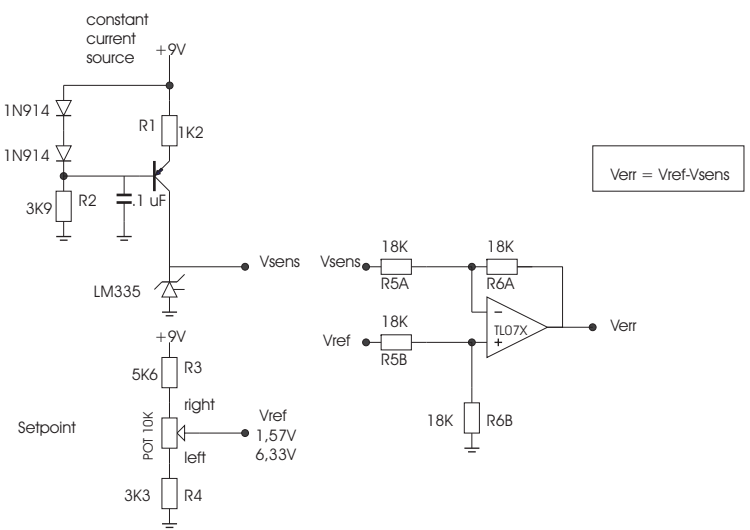 constant
current
source
+9V
1N914
R1
1K2
1N914
3K9
R2
.1 uF
Verr = Vref-Vsens
Vsens
LM335
Vsens
18K
R5A
18K
R6A
Vref
18K
R5B
TL07X
-
+
Verr
18K
R6B
+9V
5K6
R3
right
POT 10K
Vref
1,57V
6,33V
left
Setpoint
3K3
R4